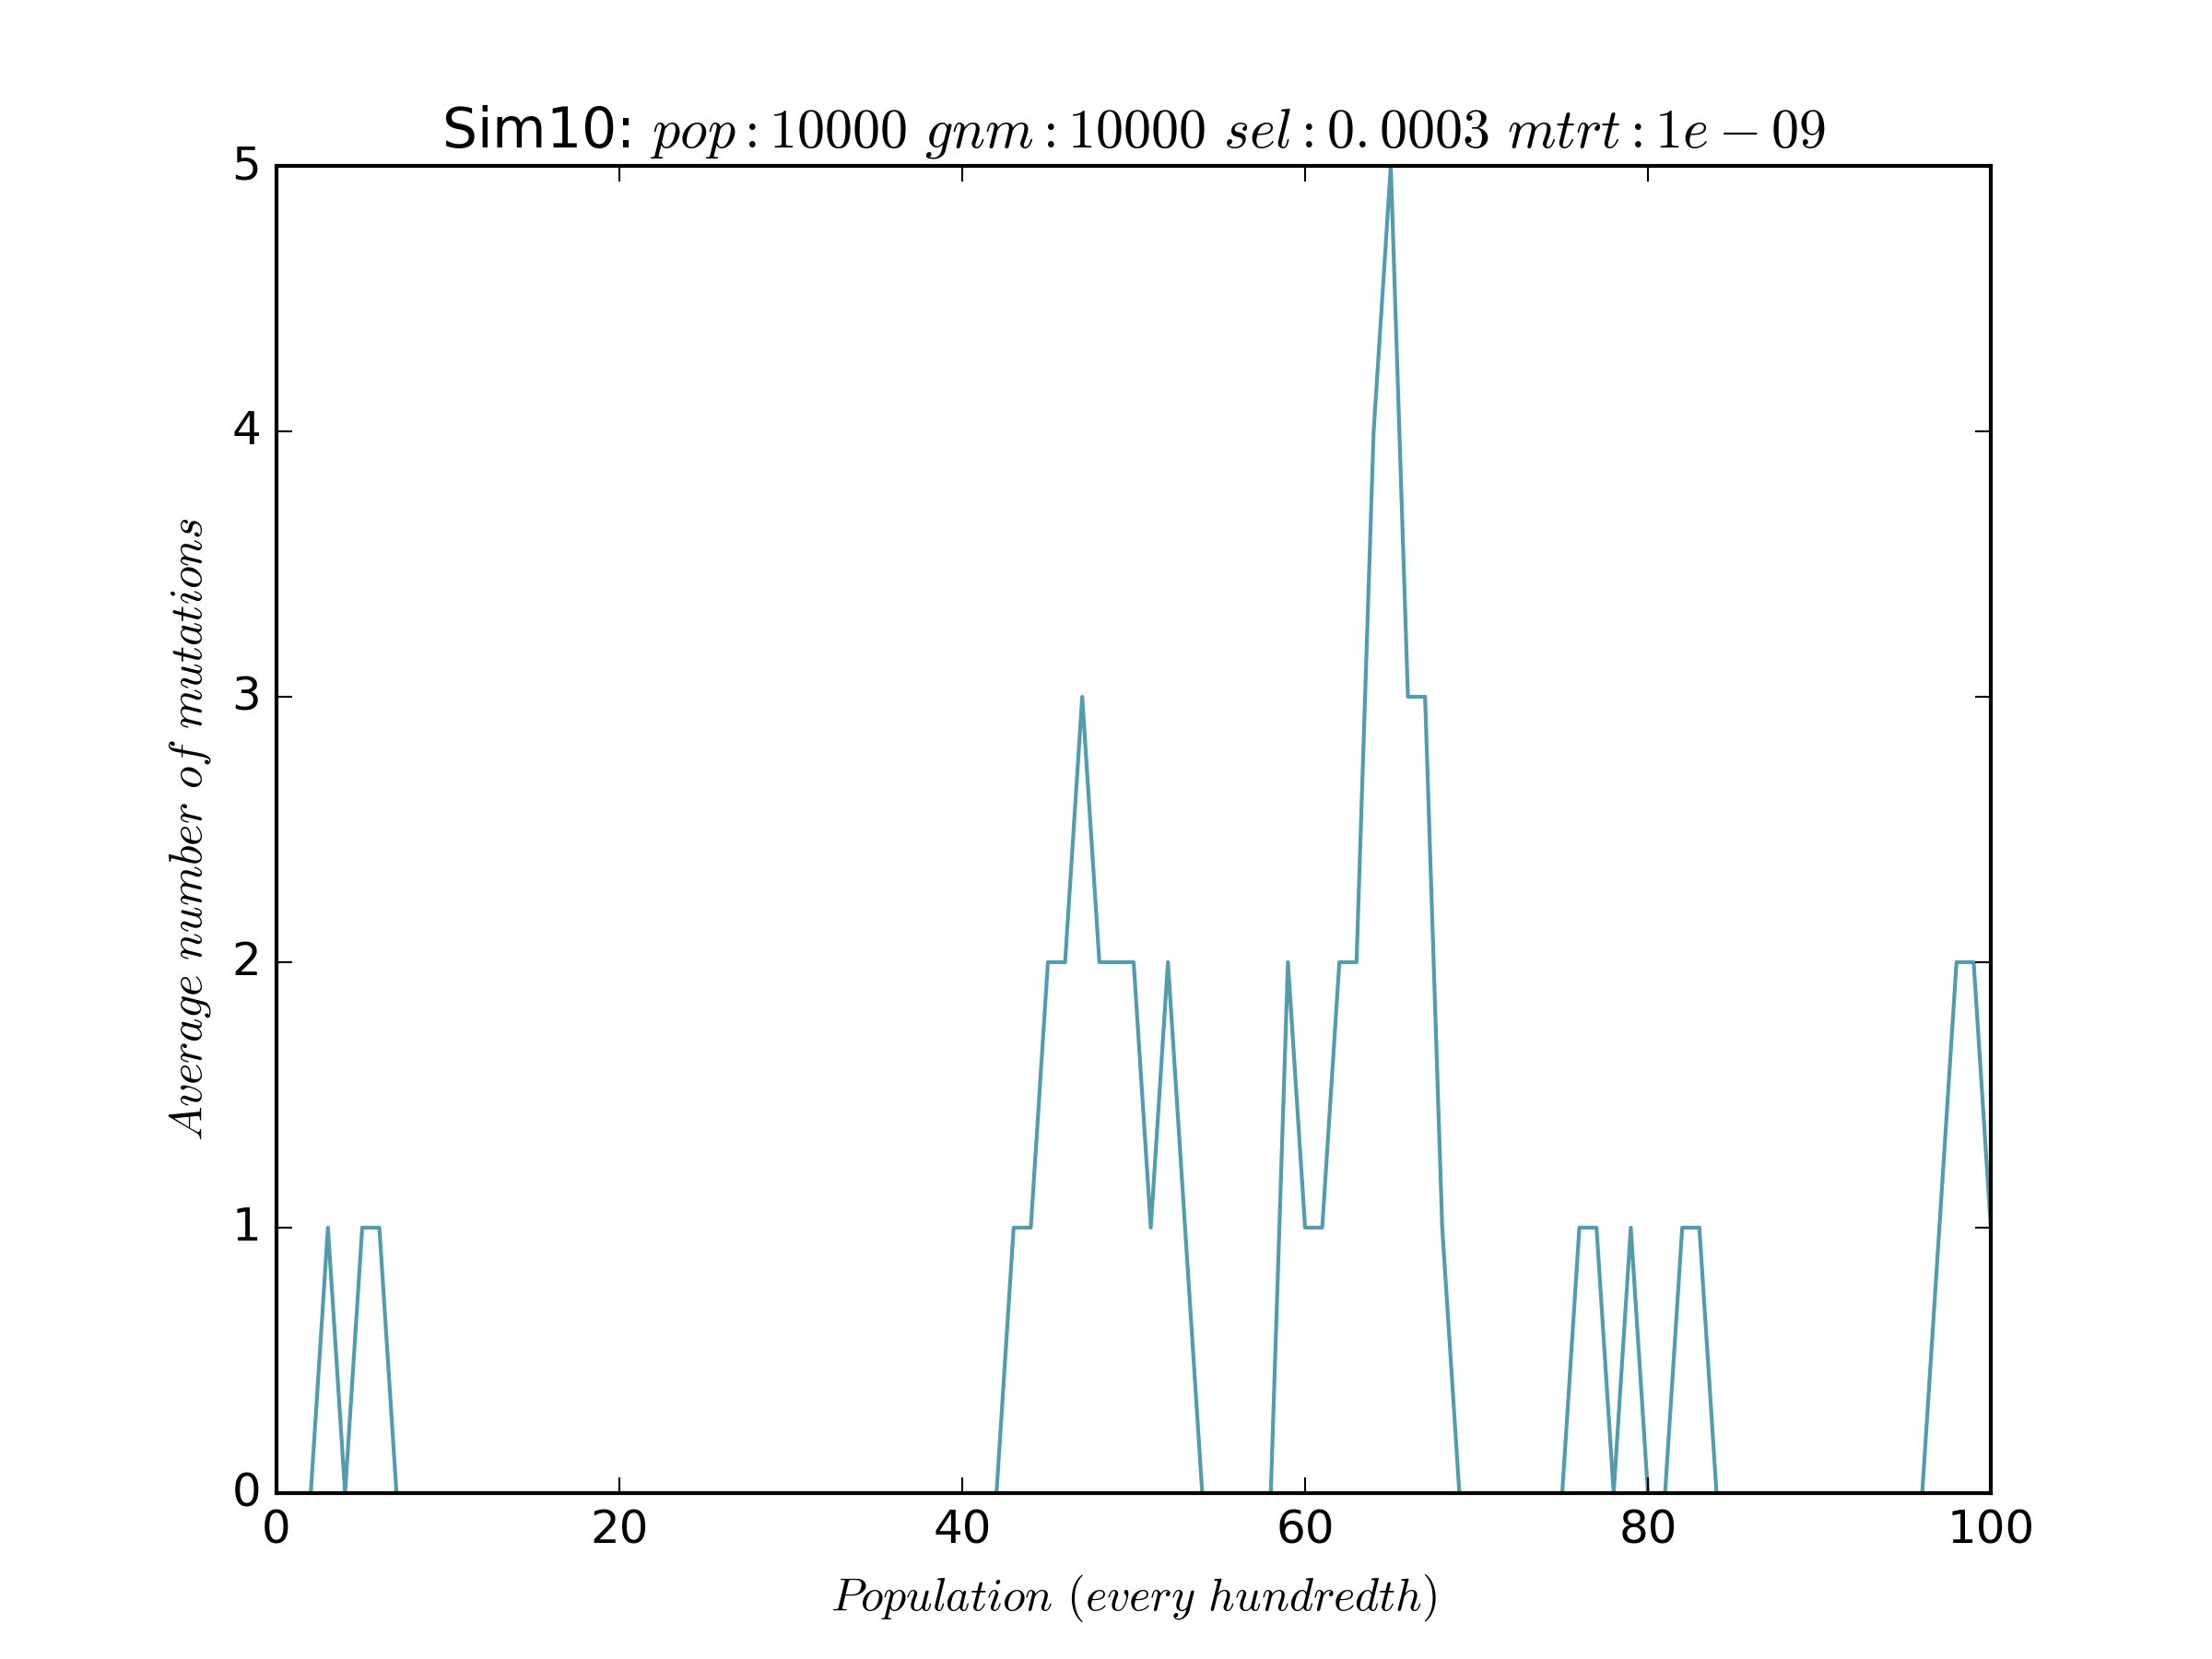 Sim10: pop : 10000 gnm : 10000 sel : 0.0003 mtrt : 1e − 09
5
4
3
2
1
0
Average number of mutations
0 20 40 60 80 100
Population (every hundredth)